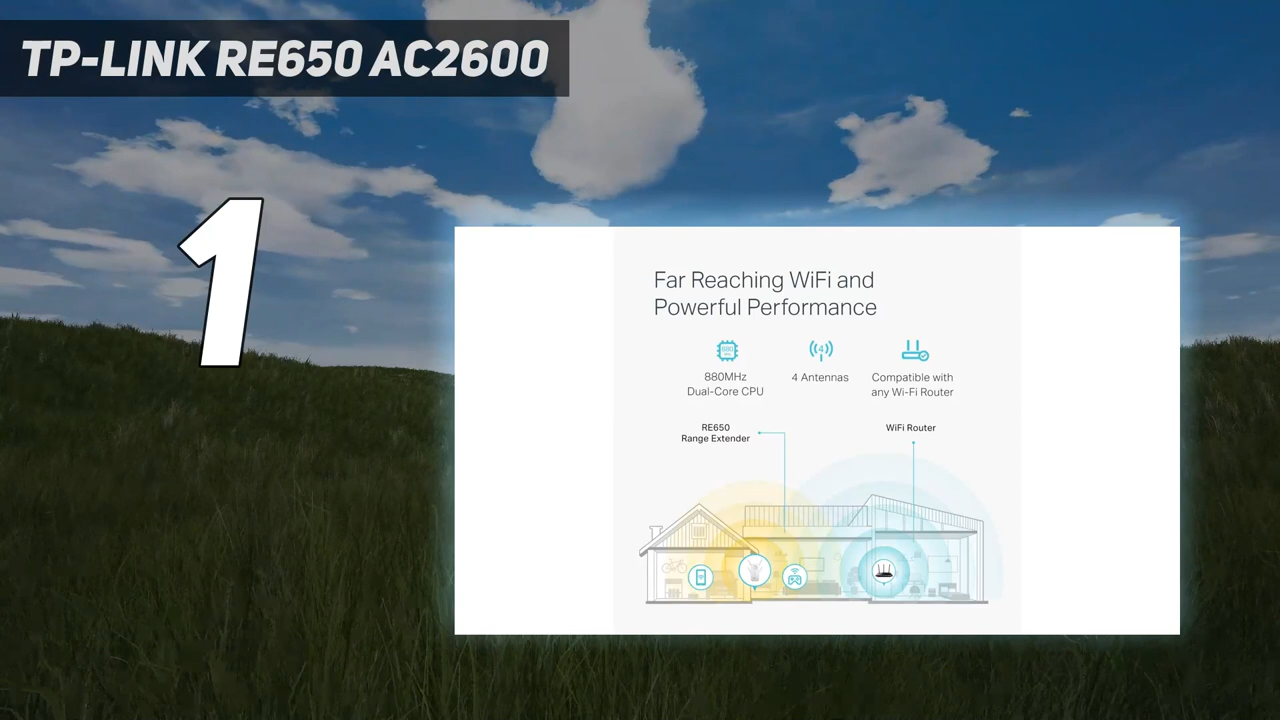 TP-LINK RE650 AC2600
1
Far Reaching WiFi and
Powerful Performance
880MHz
Dual-Core CPU
4
4 Antennas
Compatible with
any Wi-Fi Router
RE650
Range Extender
WiFi Router